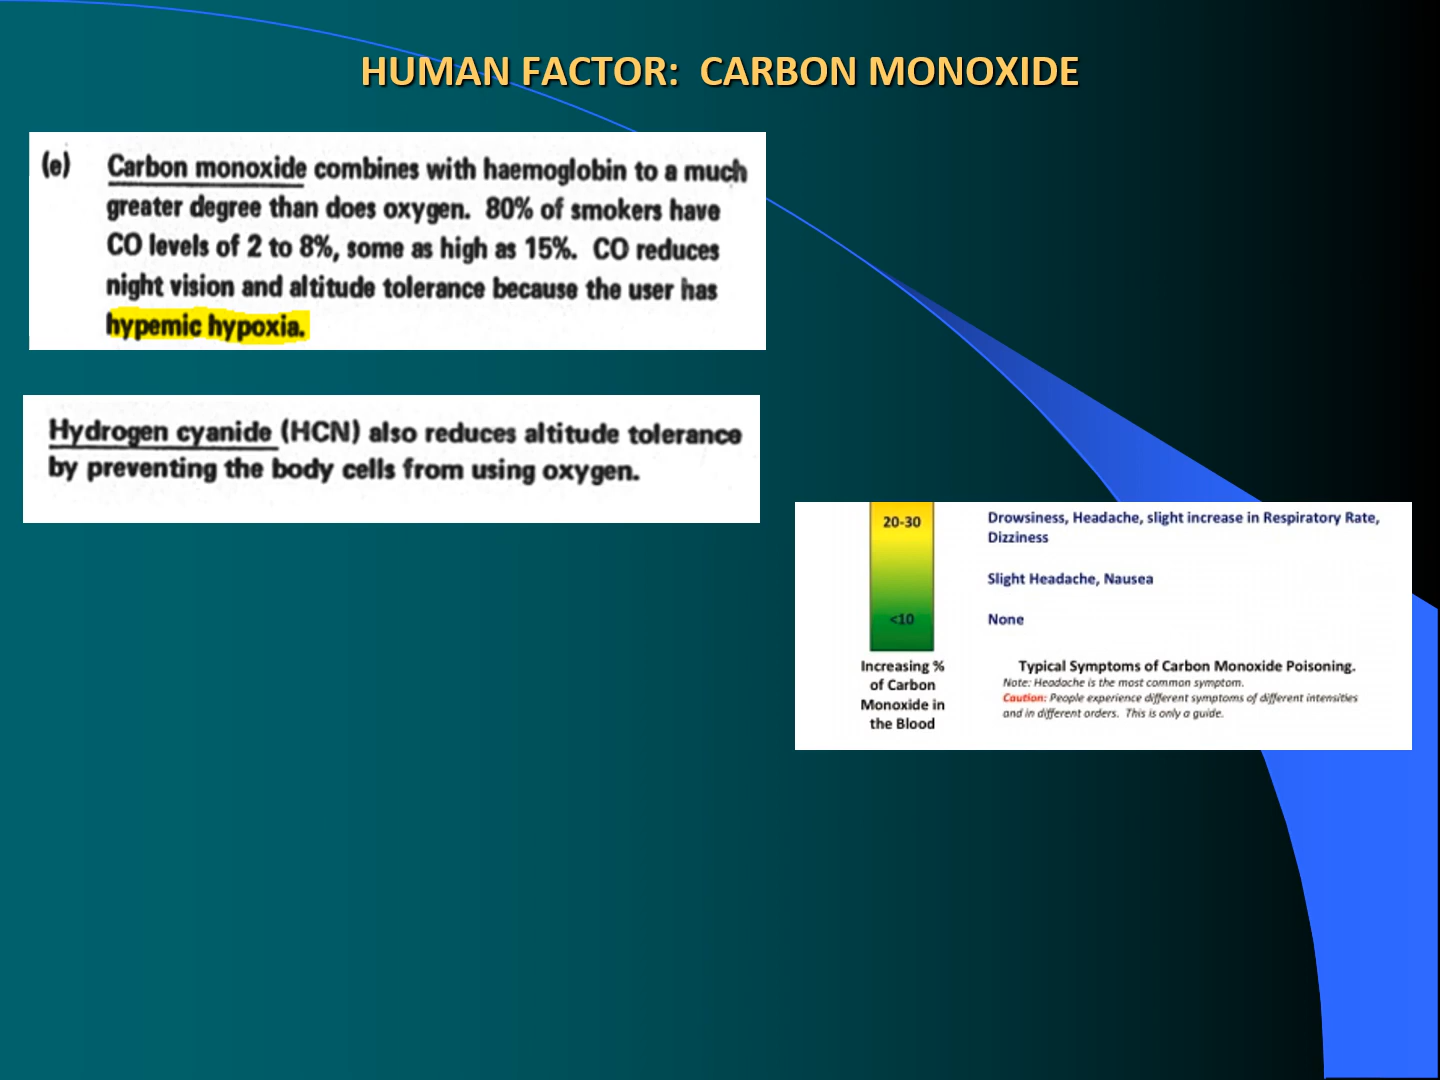 HUMAN FACTOR: CARBON MONOXIDE
(e) Carbon monoxide combines with haemoglobin to a much
greater degree than does oxygen. 80% of smokers have
CO levels of 2 to 8%, some as high as 15%. CO reduces
night vision and altitude tolerance because the user has
hypemic hypoxia.
Hydrogen cyanide (HCN) also reduces altitude tolerance
by preventing the body cells from using oxygen.
20-30 Drowsiness, Headache, slight increase in Respiratory Rate,
Dizziness
Slight Headache, Nausea
<10 None
Increasing %
of Carbon
Monoxide in
the Blood
Typical Symptoms of Carbon Monoxide Poisoning.
Note: Headache is the most common symptom.
Caution: People experience different symptoms of different intensities
and in different orders. This is only a guide.